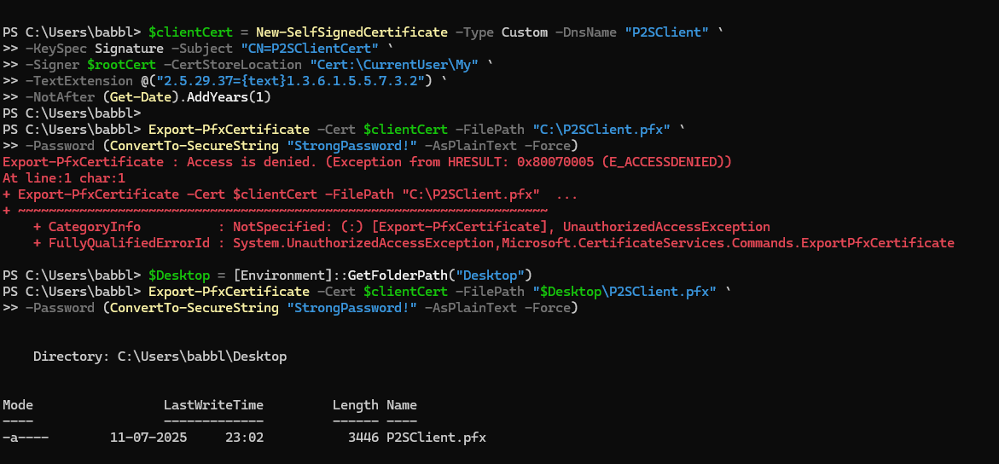 PS C:\Users\babbl> $clientCert = New-SelfSignedCertificate -Type Custom -DnsName "P2SClient" `
>> -KeySpec Signature -Subject "CN=P2SClientCert" `
>> -Signer $rootCert -CertStoreLocation "Cert:\CurrentUser\My" `
>> -TextExtension @("2.5.29.37={text}1.3.6.1.5.5.7.3.2") `
>> -NotAfter (Get-Date).AddYears(1)
PS C:\Users\babbl>
PS C:\Users\babbl> Export-PfxCertificate -Cert $clientCert -FilePath "C:\P2SClient.pfx" `
>> -Password (ConvertTo-SecureString "StrongPassword!" -AsPlainText -Force)
Export-PfxCertificate : Access is denied. (Exception from HRESULT: 0x80070005 (E_ACCESSDENIED))
At line:1 char:1
+ Export-PfxCertificate -Cert $clientCert -FilePath "C:\P2SClient.pfx"  ...
+ ~~~~~~~~~~~~~~~~~~~~~~~~~~~~~~~~~~~~~~~~~~~~~~~~~~~~~~~~~~~~~~~~~~~~~
    + CategoryInfo          : NotSpecified: (:) [Export-PfxCertificate], UnauthorizedAccessException
    + FullyQualifiedErrorId : System.UnauthorizedAccessException,Microsoft.CertificateServices.Commands.ExportPfxCertificate
PS C:\Users\babbl> $Desktop = [Environment]::GetFolderPath("Desktop")
PS C:\Users\babbl> Export-PfxCertificate -Cert $clientCert -FilePath "$Desktop\P2SClient.pfx" `
>> -Password (ConvertTo-SecureString "StrongPassword!" -AsPlainText -Force)
    Directory: C:\Users\babbl\Desktop
Mode                 LastWriteTime         Length Name
----                 -------------         ------ ----
-a----        11-07-2025     23:02           3446 P2SClient.pfx